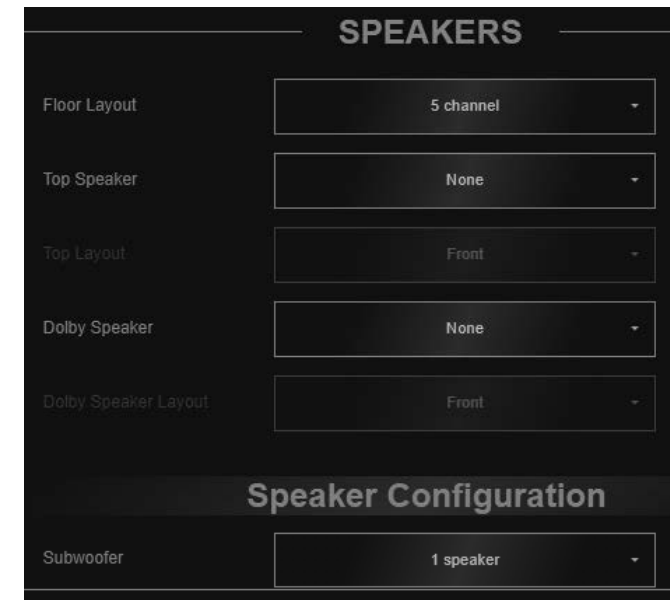 SPEAKERS
Floor Layout 5 channel
Top Speaker None
Top Layout Front
Dolby Speaker None
Dolby Speaker Layout Front
Speaker Configuration
Subwoofer 1 speaker